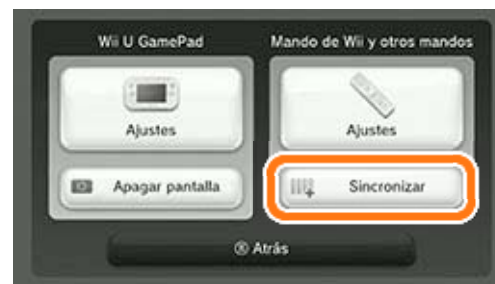 Wii U GamePad
Mando de Wii y otros mandos
Ajustes
Ajustes
Apagar pantalla
Sincronizar
Ⓑ Atrás